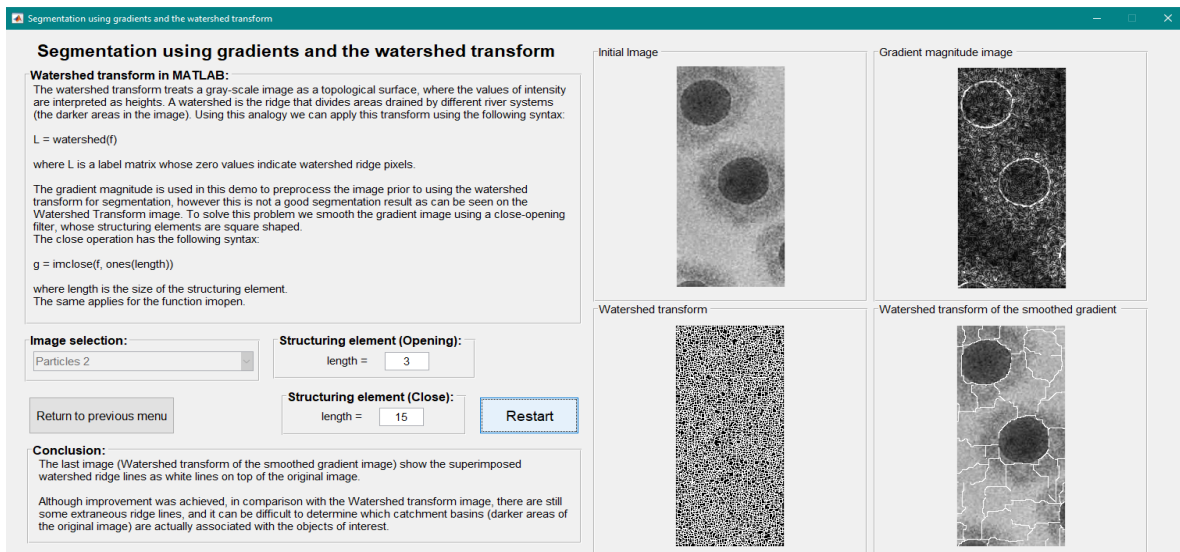 Segmentation using gradients and the watershed transform
Segmentation using gradients and the watershed transform
Watershed transform in MATLAB:
The watershed transform treats a gray-scale image as a topological surface, where the values of intensity
are interpreted as heights. A watershed is the ridge that divides areas drained by different river systems
(the darker areas in the image). Using this analogy we can apply this transform using the following syntax:
L = watershed(f)
where L is a label matrix whose zero values indicate watershed ridge pixels.
The gradient magnitude is used in this demo to preprocess the image prior to using the watershed
transform for segmentation, however this is not a good segmentation result as can be seen on the
Watershed Transform image. To solve this problem we smooth the gradient image using a close-opening
filter, whose structuring elements are square shaped.
The close operation has the following syntax:
g = imclose(f, ones(length))
where length is the size of the structuring element.
The same applies for the function imopen.
Image selection:
Particles 2
Structuring element (Opening):
length = 3
Return to previous menu
Structuring element (Close):
length = 15
Restart
Conclusion:
The last image (Watershed transform of the smoothed gradient image) show the superimposed
watershed ridge lines as white lines on top of the original image.
Although improvement was achieved, in comparison with the Watershed transform image, there are still
some extraneous ridge lines, and it can be difficult to determine which catchment basins (darker areas of
the original image) are actually associated with the objects of interest.
Initial Image
Gradient magnitude image
Watershed transform
Watershed transform of the smoothed gradient